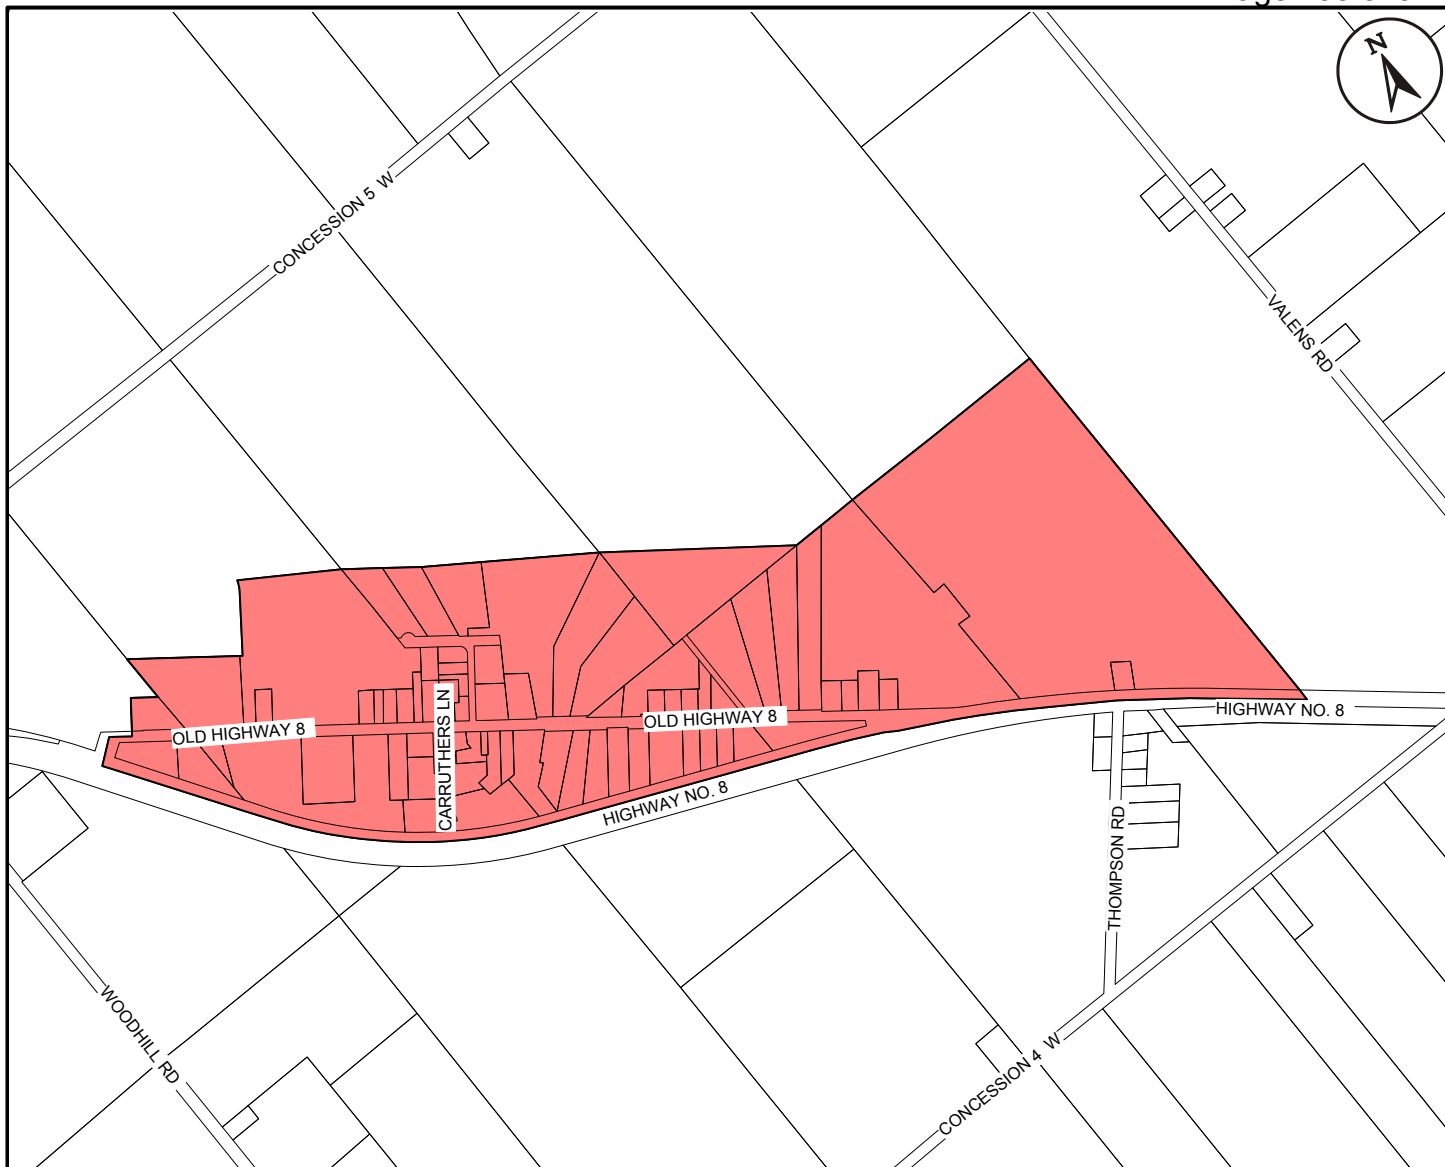 N
CONCESSION 5 W
VALENS RD
OLD HIGHWAY 8
CARRUTHERS LN
OLD HIGHWAY 8
HIGHWAY NO. 8
HIGHWAY NO. 8
THOMPSON RD
WOODHILL RD
CONCESSION 4 W